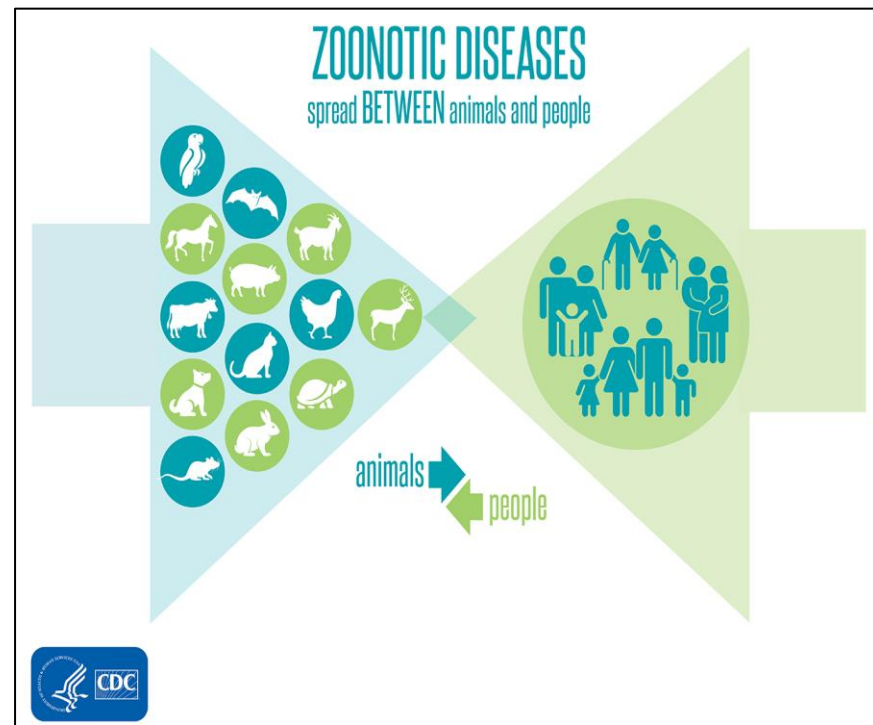 ZOONOTIC DISEASES
spread BETWEEN animals and people
animals
people
CDC